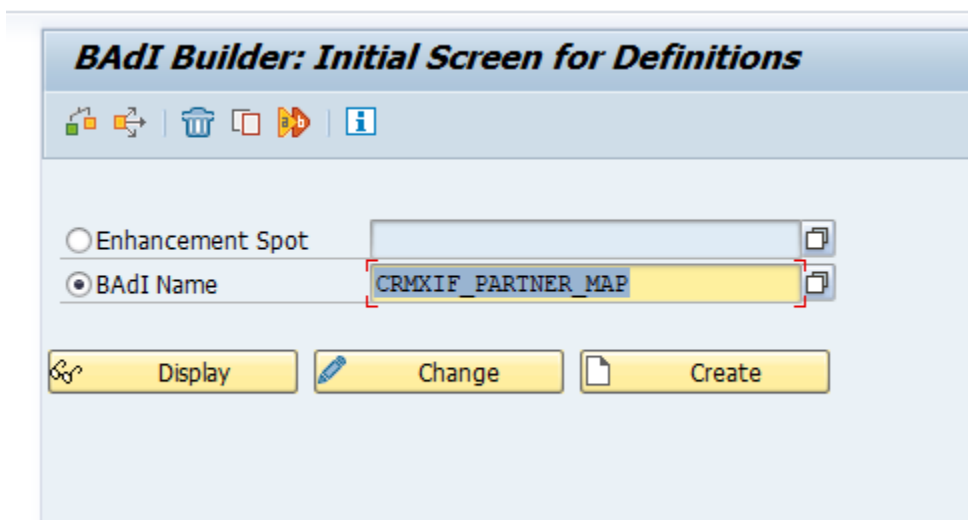 BAdI Builder: Initial Screen for Definitions
Enhancement Spot
BAdI Name CRMXIF_PARTNER_MAP
Display Change Create